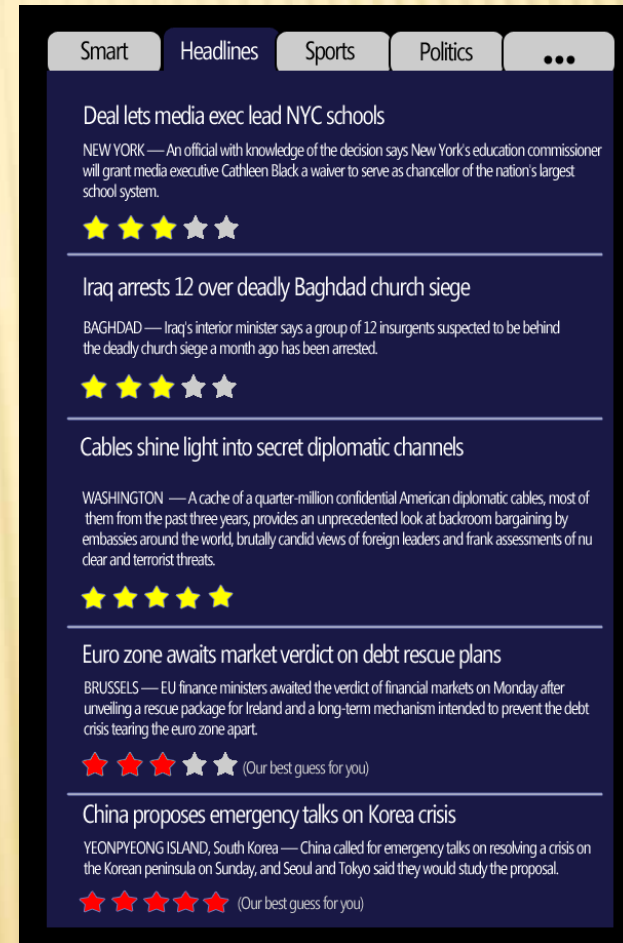 Smart Headlines Sports Politics ...
Deal lets media exec lead NYC schools
NEW YORK — An official with knowledge of the decision says New York's education commissioner
will grant media executive Cathleen Black a waiver to serve as chancellor of the nation's largest
school system.
Iraq arrests 12 over deadly Baghdad church siege
BAGHDAD — Iraq's interior minister says a group of 12 insurgents suspected to be behind
the deadly church siege a month ago has been arrested.
Cables shine light into secret diplomatic channels
WASHINGTON — A cache of a quarter-million confidential American diplomatic cables, most of
them from the past three years, provides an unprecedented look at backroom bargaining by
embassies around the world, brutally candid views of foreign leaders and frank assessments of nu
clear and terrorist threats.
Euro zone awaits market verdict on debt rescue plans
BRUSSELS — EU finance ministers awaited the verdict of financial markets on Monday after
unveiling a rescue package for Ireland and a long-term mechanism intended to prevent the debt
crisis tearing the euro zone apart.
(Our best guess for you)
China proposes emergency talks on Korea crisis
YEONPYEONG ISLAND, South Korea — China called for emergency talks on resolving a crisis on
the Korean peninsula on Sunday, and Seoul and Tokyo said they would study the proposal.
(Our best guess for you)